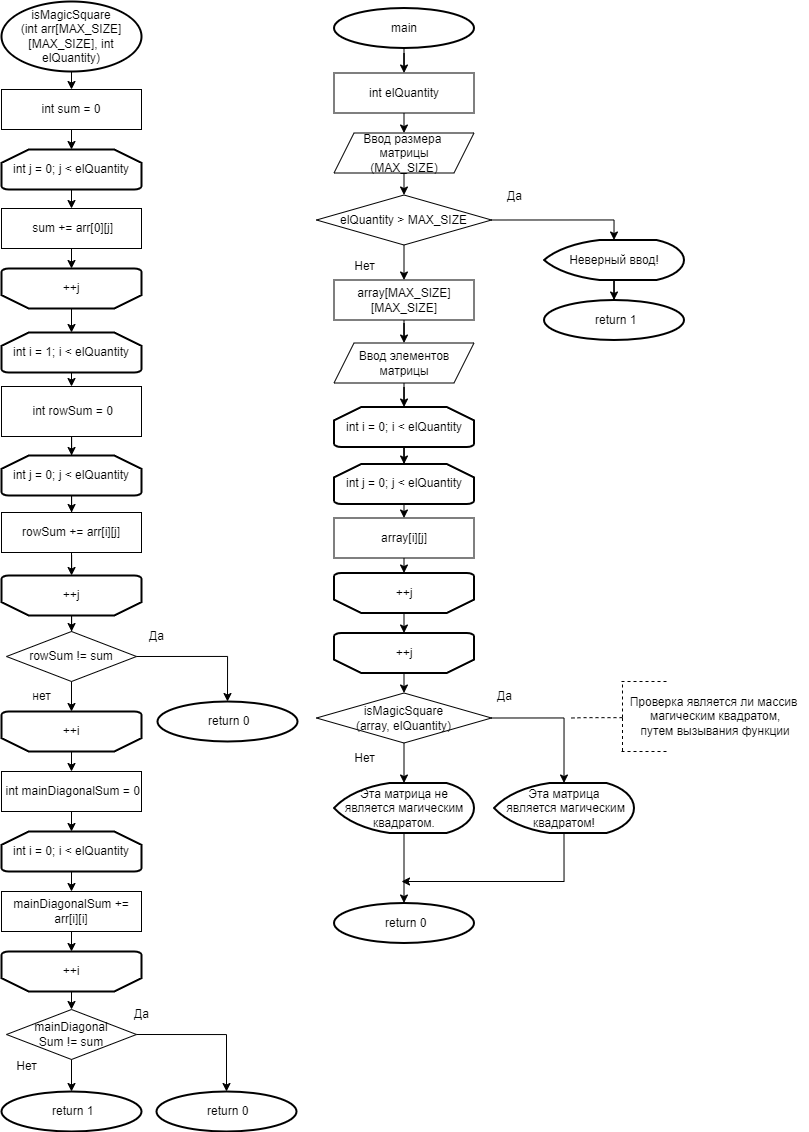 isMagicSquare
(int arr[MAX_SIZE]
[MAX_SIZE], int
elQuantity)
int sum = 0
int j = 0; j < elQuantity
sum += arr[0][j]
++j
int i = 1; i < elQuantity
int rowSum = 0
int j = 0; j < elQuantity
rowSum += arr[i][j]
++j
rowSum != sum
Да
return 0
нет
++i
int mainDiagonalSum = 0
int i = 0; i < elQuantity
mainDiagonalSum +=
arr[i][i]
++i
mainDiagonal
Sum != sum
Да
Нет
return 1
return 0
main
int elQuantity
Ввод размера
матрицы
(MAX_SIZE)
elQuantity > MAX_SIZE
Да
Неверный ввод!
return 1
Нет
array[MAX_SIZE]
[MAX_SIZE]
Ввод элементов
матрицы
int i = 0; i < elQuantity
int j = 0; j < elQuantity
array[i][j]
++j
++j
isMagicSquare
(array, elQuantity)
Да
Проверка является ли массив
магическим квадратом,
путем вызывания функции
Нет
Эта матрица не
является магическим
квадратом.
Эта матрица
является магическим
квадратом!
return 0